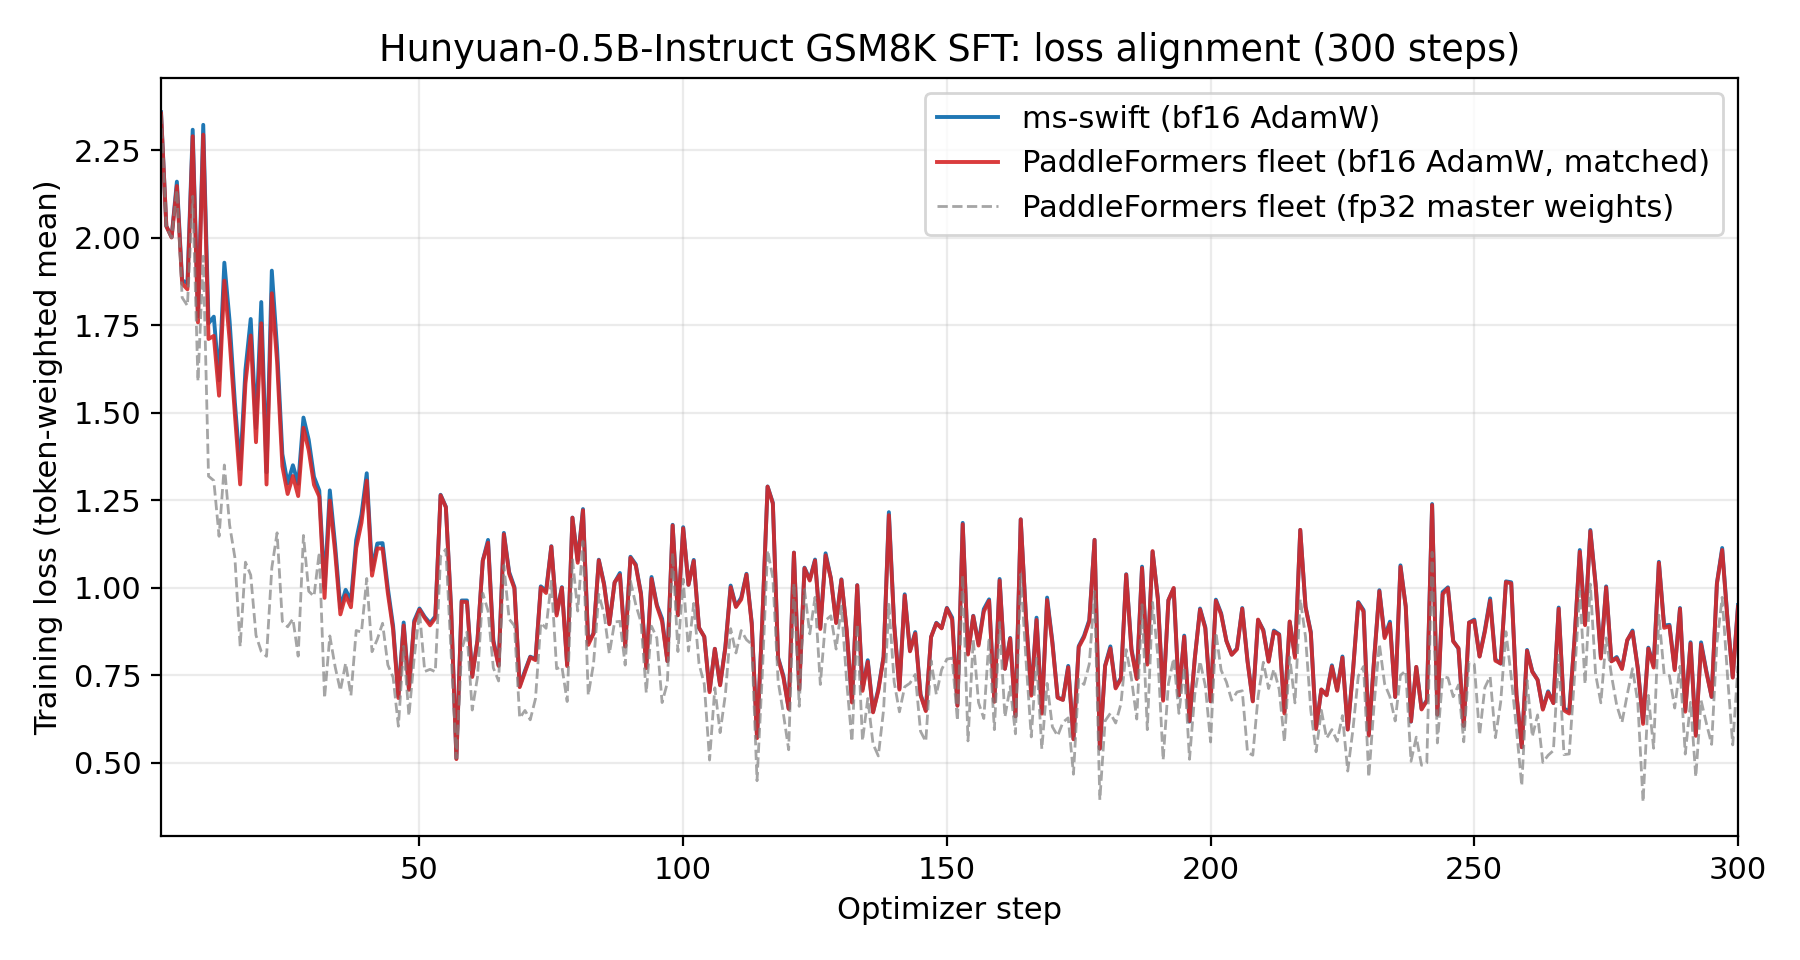 Hunyuan-0.5B-Instruct GSM8K SFT: loss alignment (300 steps)
ms-swift (bf16 AdamW)
PaddleFormers fleet (bf16 AdamW, matched)
PaddleFormers fleet (fp32 master weights)
Training loss (token-weighted mean)
2.25
2.00
1.75
1.50
1.25
1.00
0.75
0.50
50
100
150
200
250
300
Optimizer step